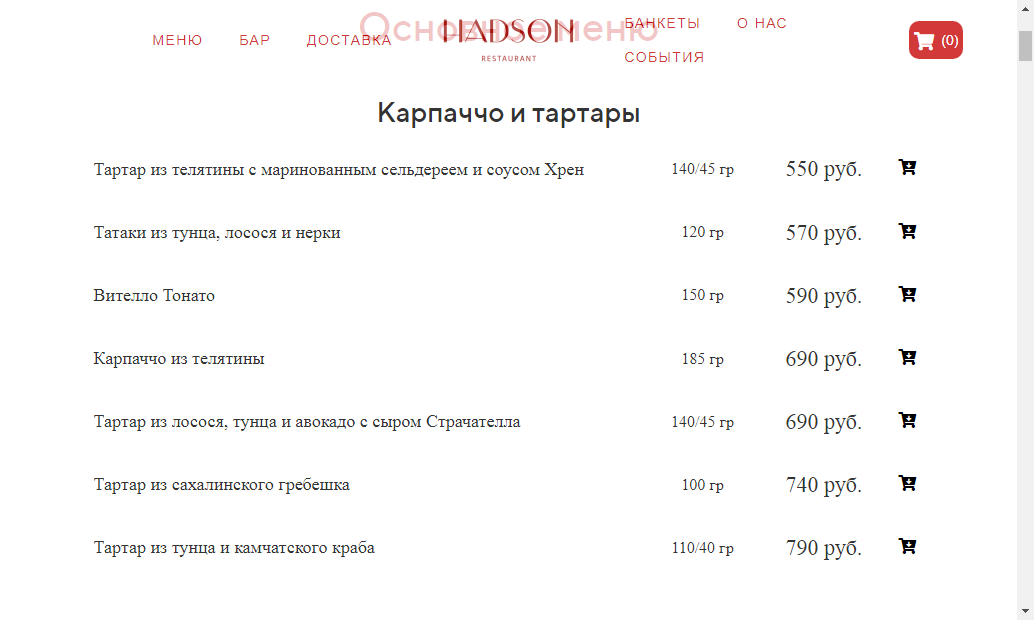 Основное меню
МЕНЮ БАР ДОСТАВКА
HADSON
RESTAURANT
БАНКЕТЫ О НАС
СОБЫТИЯ
(0)
Карпаччо и тартары
Тартар из телятины с маринованным сельдереем и соусом Хрен 140/45 гр 550 руб.
Татаки из тунца, лосося и нерки 120 гр 570 руб.
Вителло Тонато 150 гр 590 руб.
Карпаччо из телятины 185 гр 690 руб.
Тартар из лосося, тунца и авокадо с сыром Страчателла 140/45 гр 690 руб.
Тартар из сахалинского гребешка 100 гр 740 руб.
Тартар из тунца и камчатского краба 110/40 гр 790 руб.